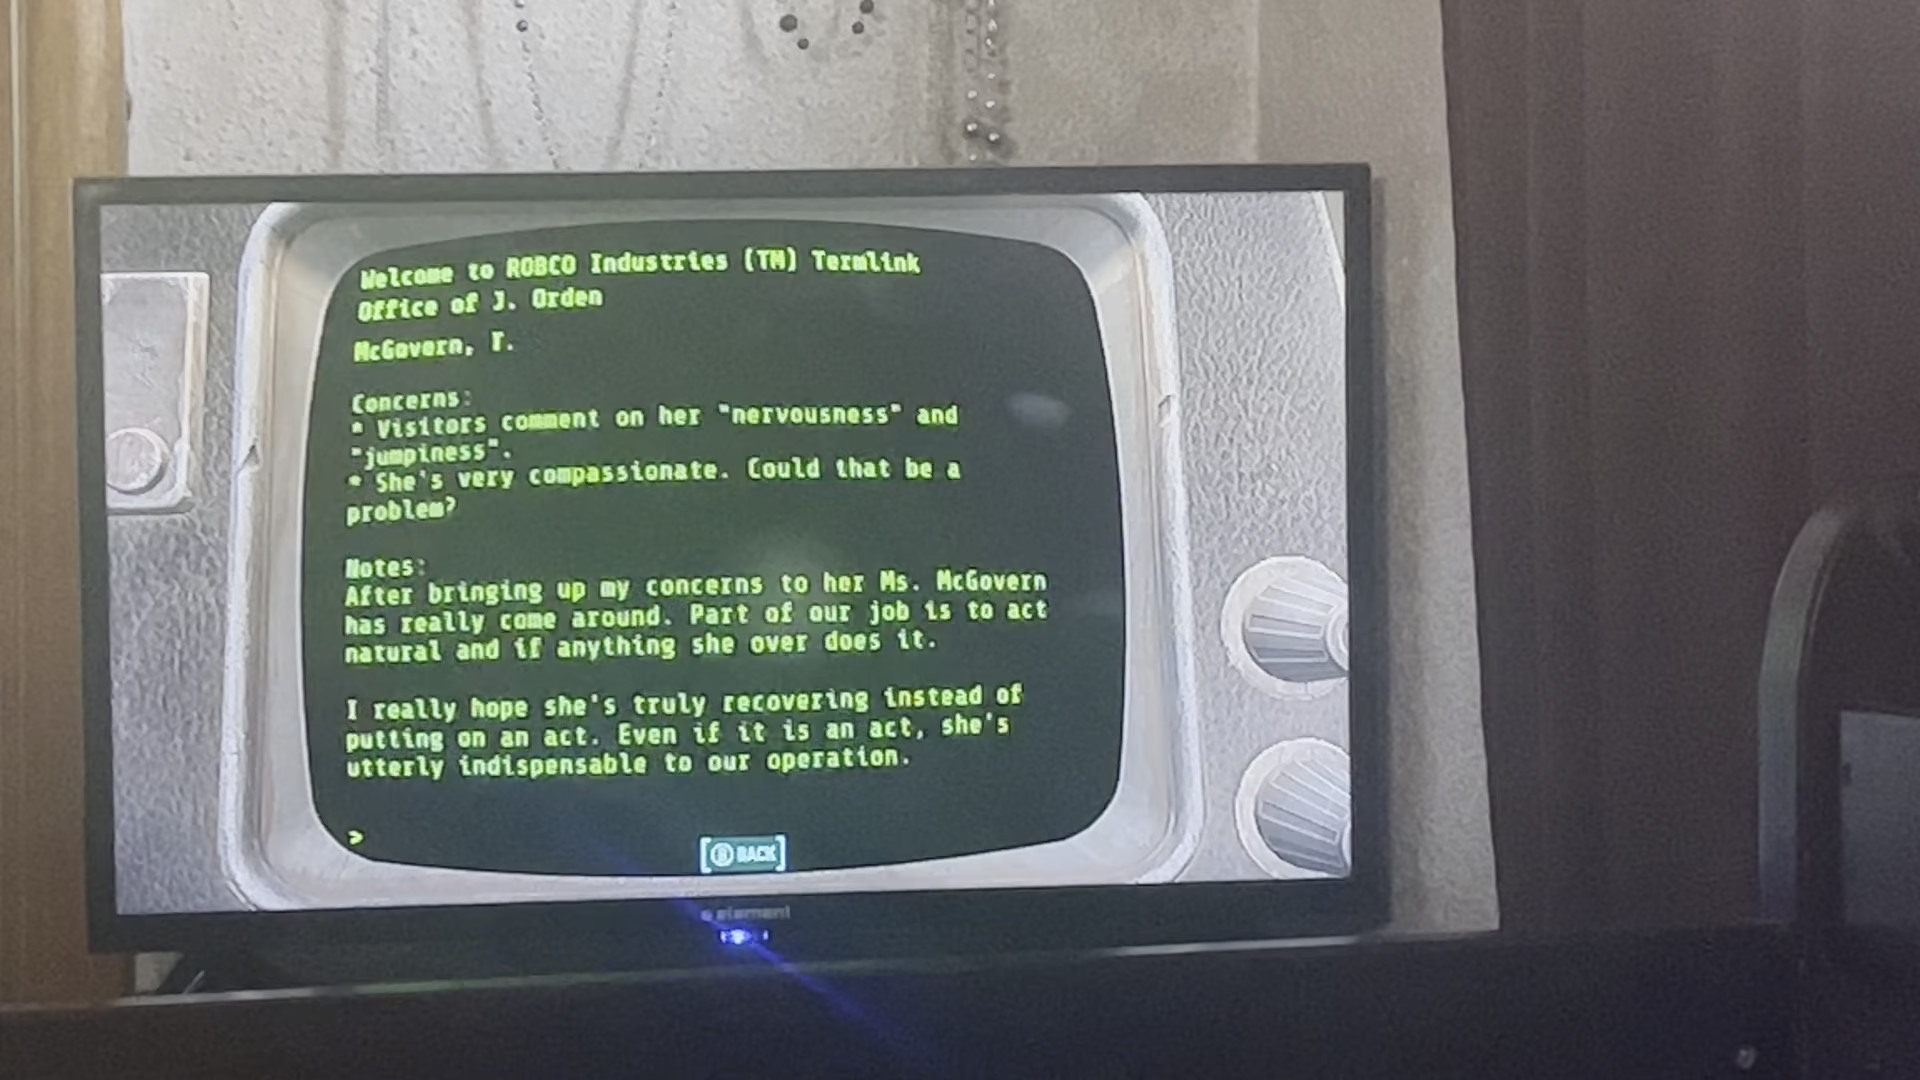 Welcome to ROBCO Industries (TM) Termlink
Office of J. Orden
McGovern, T.
Concerns:
* Visitors comment on her "nervousness" and
"jumpiness".
* She's very compassionate. Could that be a
problem?
Notes:
After bringing up my concerns to her Ms. McGovern
has really come around. Part of our job is to act
natural and if anything she over does it.
I really hope she's truly recovering instead of
putting on an act. Even if it is an act, she's
utterly indispensable to our operation.
>
[B BACK]
element